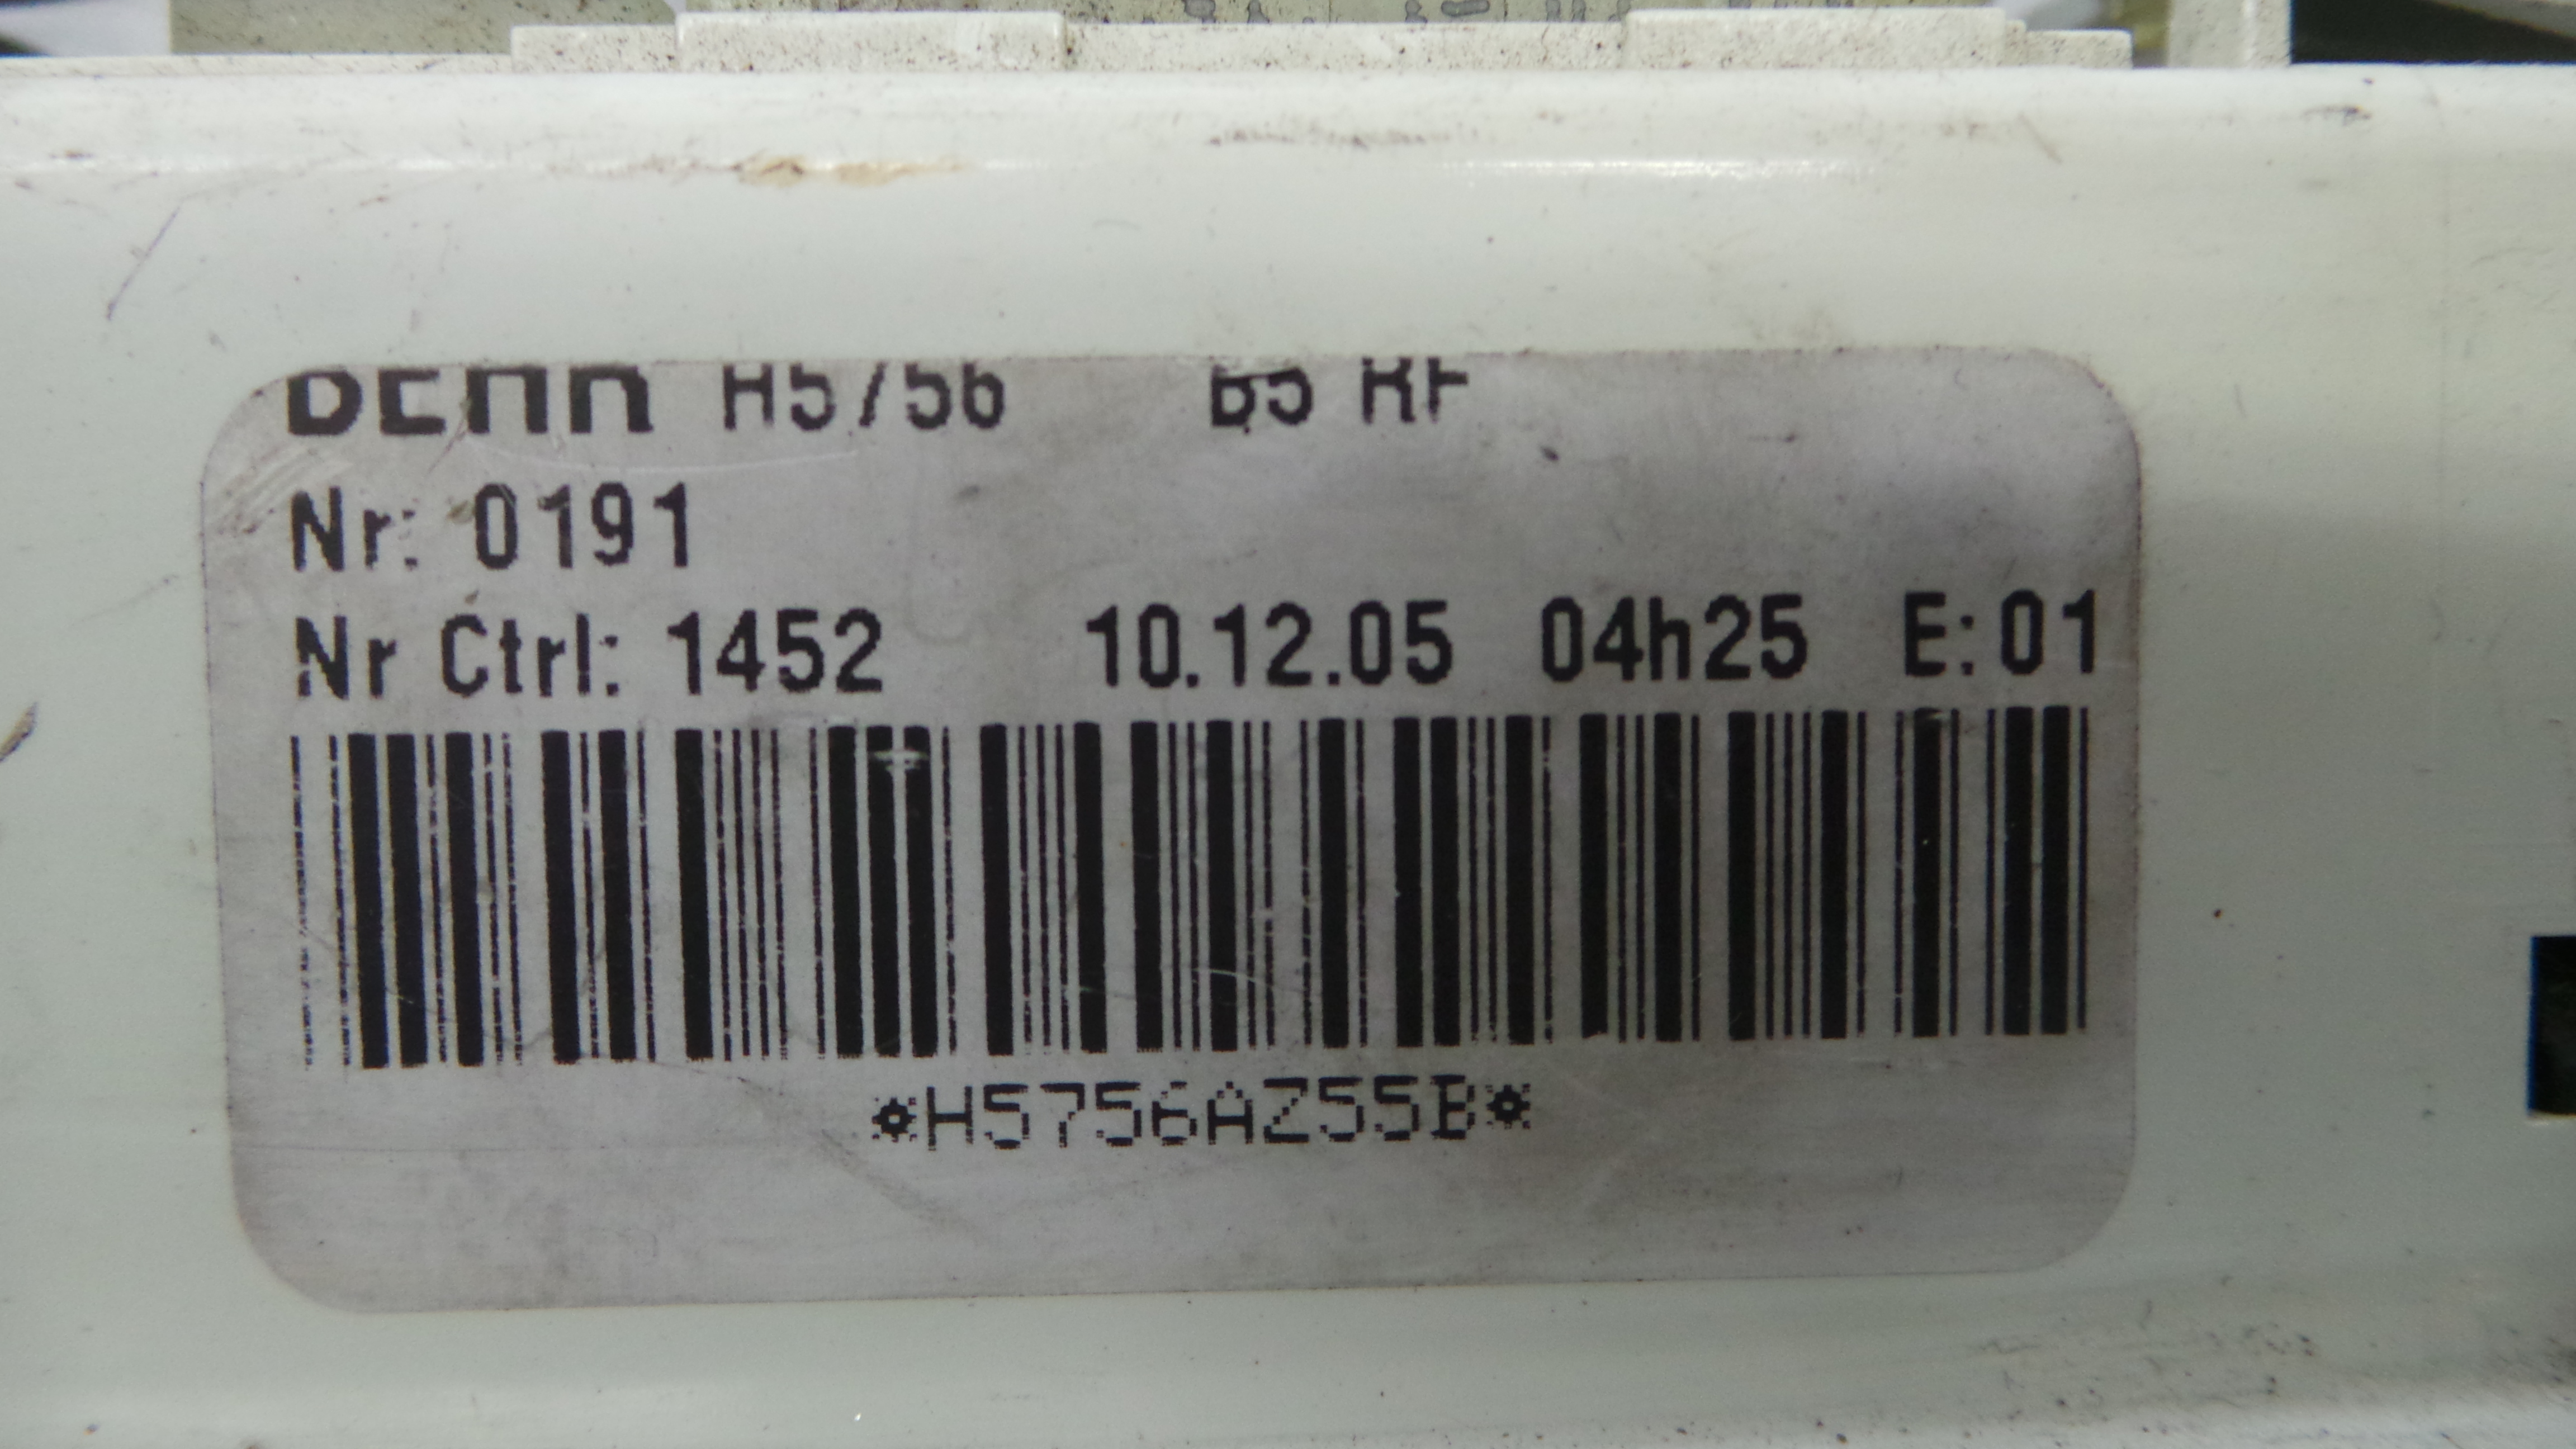 BEHR H5756 B5 RF
Nr: 0191
Nr Ctrl: 1452 10.12.05 04h25 E:01
*H5756AZ55B*